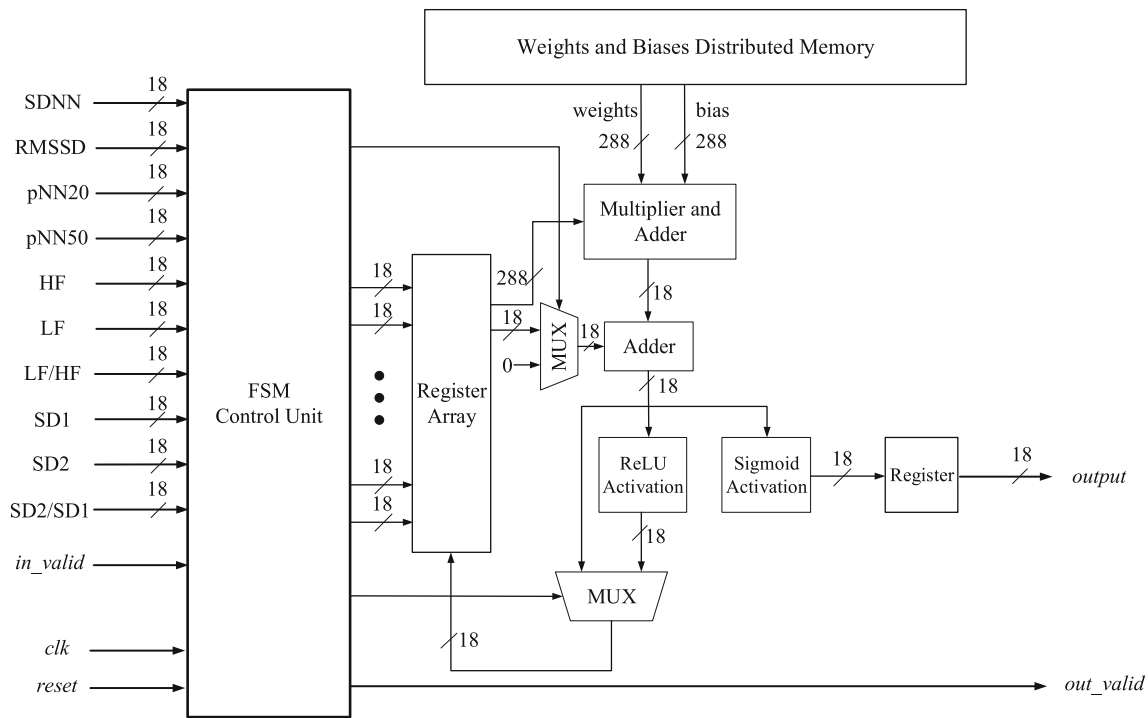 Weights and Biases Distributed Memory
weights
288
bias
288
SDNN
18
RMSSD
18
pNN20
18
pNN50
18
HF
18
LF
18
LF/HF
18
SD1
18
SD2
18
SD2/SD1
18
in_valid
clk
reset
FSM
Control Unit
18
18
18
18
Register
Array
288
18
0
MUX
18
Multiplier and
Adder
18
Adder
18
ReLU
Activation
18
Sigmoid
Activation
18
Register
18
output
MUX
18
out_valid